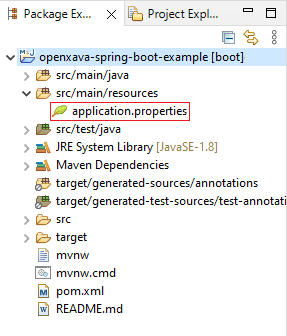 Package Ex...
Project Expl...
openxava-spring-boot-example [boot]
src/main/java
src/main/resources
application.properties
src/test/java
JRE System Library [JavaSE-1.8]
Maven Dependencies
target/generated-sources/annotations
target/generated-test-sources/test-annotatio
src
target
mvnw
mvnw.cmd
pom.xml
README.md